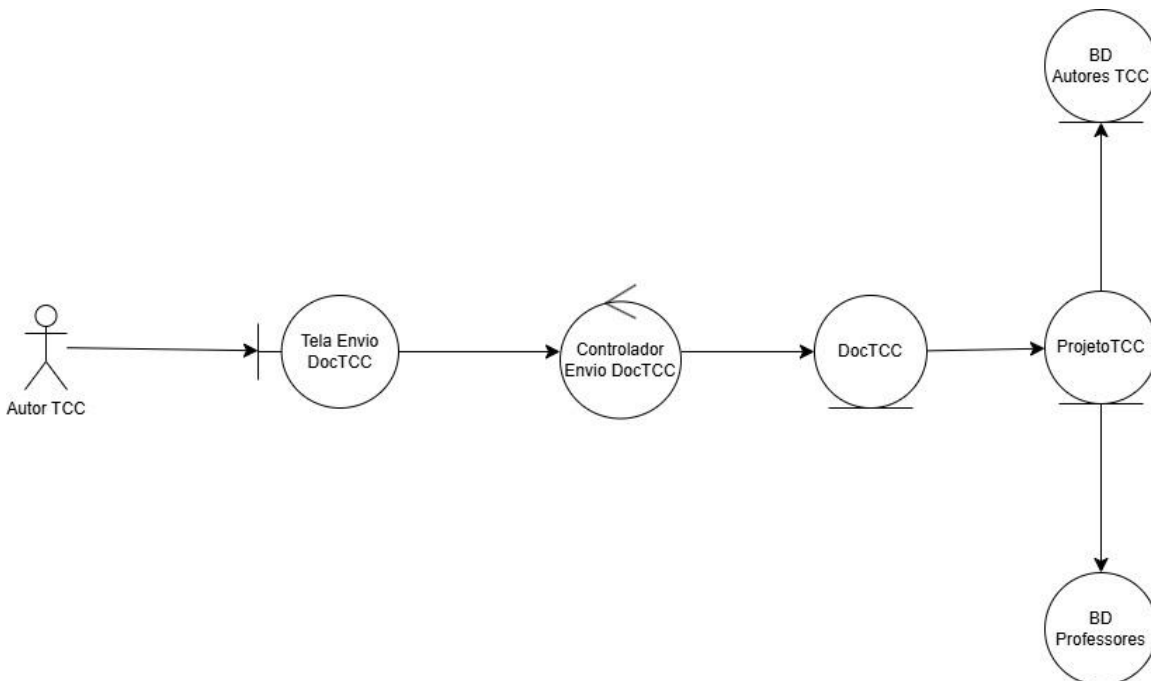 BD
Autores TCC
Autor TCC
Tela Envio
DocTCC
Controlador
Envio DocTCC
DocTCC
ProjetoTCC
BD
Professores